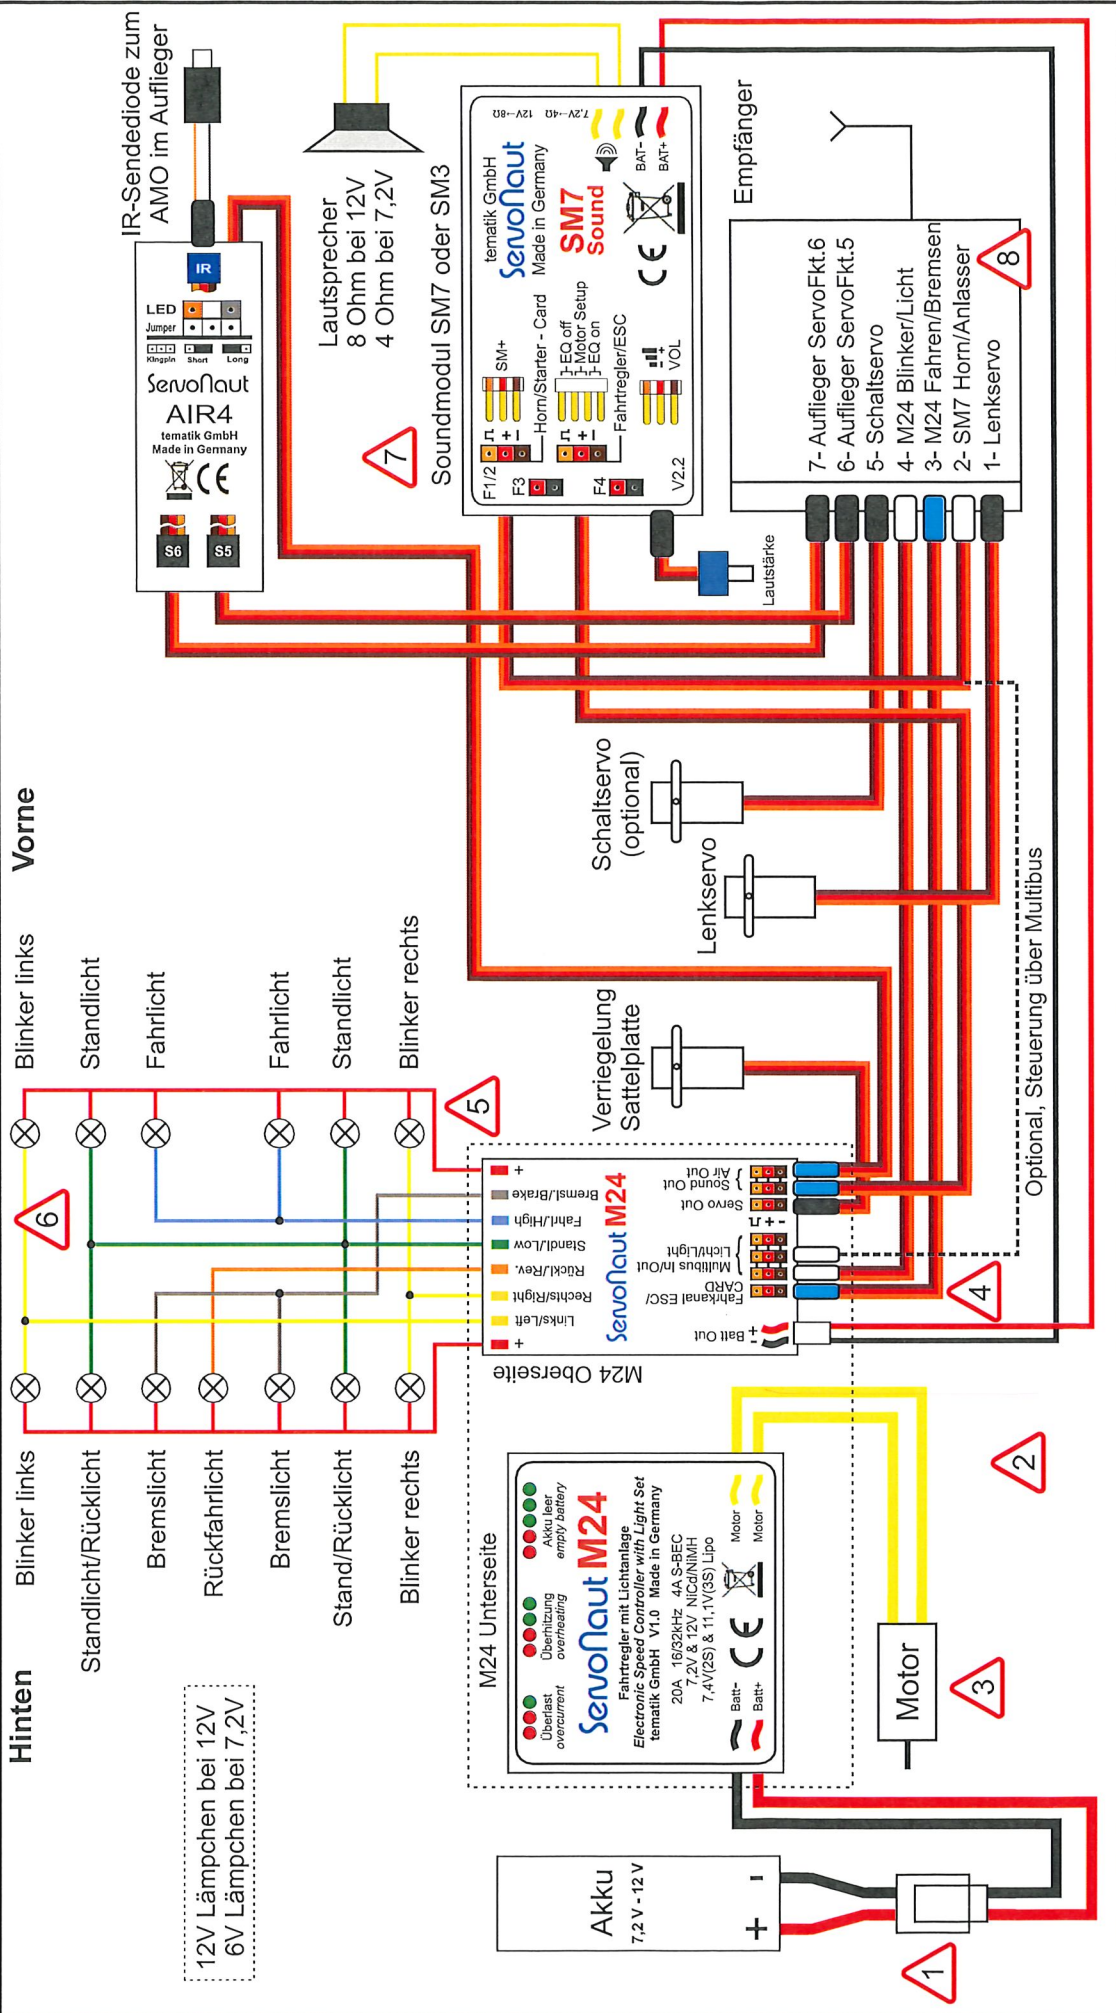 Hinten
Vorne
12V Lämpchen bei 12V
6V Lämpchen bei 7,2V
Blinker links
Standlicht/Rücklicht
Bremslicht
Rückfahrlicht
Bremslicht
Stand/Rücklicht
Blinker rechts
Blinker links
Standlicht
Fahrlicht
Fahrlicht
Standlicht
Blinker rechts
6
5
IR-Sendediode zum
AMO im Auflieger
IR
LED
Jumper
Kingpin
Short
Long
ServoNaut
AIR4
tematik GmbH
Made in Germany
CE
S6
S5
Lautsprecher
8 Ohm bei 12V
4 Ohm bei 7,2V
7
Soundmodul SM7 oder SM3
tematik GmbH
ServoNaut
Made in Germany
SM7
Sound
CE
12V→8Ω
7,2V→4Ω
BAT−
BAT+
SM+
F1/2
+
-
Horn/Starter - Card
F3
EQ off
Motor Setup
EQ on
+
-
Fahrtregler/ESC
F4
- +
VOL
V2.2
Lautstärke
Empfänger
8
7- Auflieger ServoFkt.6
6- Auflieger ServoFkt.5
5- Schaltservo
4- M24 Blinker/Licht
3- M24 Fahren/Bremsen
2- SM7 Horn/Anlasser
1- Lenkservo
Schaltservo
(optional)
Lenkservo
Verriegelung
Sattelplatte
Optional, Steuerung über Multibus
M24 Oberseite
+
Links/Left
Rechts/Right
Rückl./Rev.
Standl./Low
Fahrl./High
Bremsl./Brake
+
ServoNaut M24
Batt Out
+
-
Fahrkanal ESC/
CARD
Multibus In/Out
Licht/Light
+
-
Servo Out
Sound Out
Air Out
4
M24 Unterseite
Überlast
overcurrent
Überhitzung
overheating
Akku leer
empty battery
ServoNaut M24
Fahrtregler mit Lichtanlage
Electronic Speed Controller with Light Set
tematik GmbH V1.0 Made in Germany
20A 16/32kHz 4A S-BEC
7,2V & 12V NiCd/NiMH
7,4V(2S) & 11,1V(3S) Lipo
Batt-
Batt+
CE
Motor
Motor
2
Motor
3
Akku
7,2 V - 12 V
+
-
1